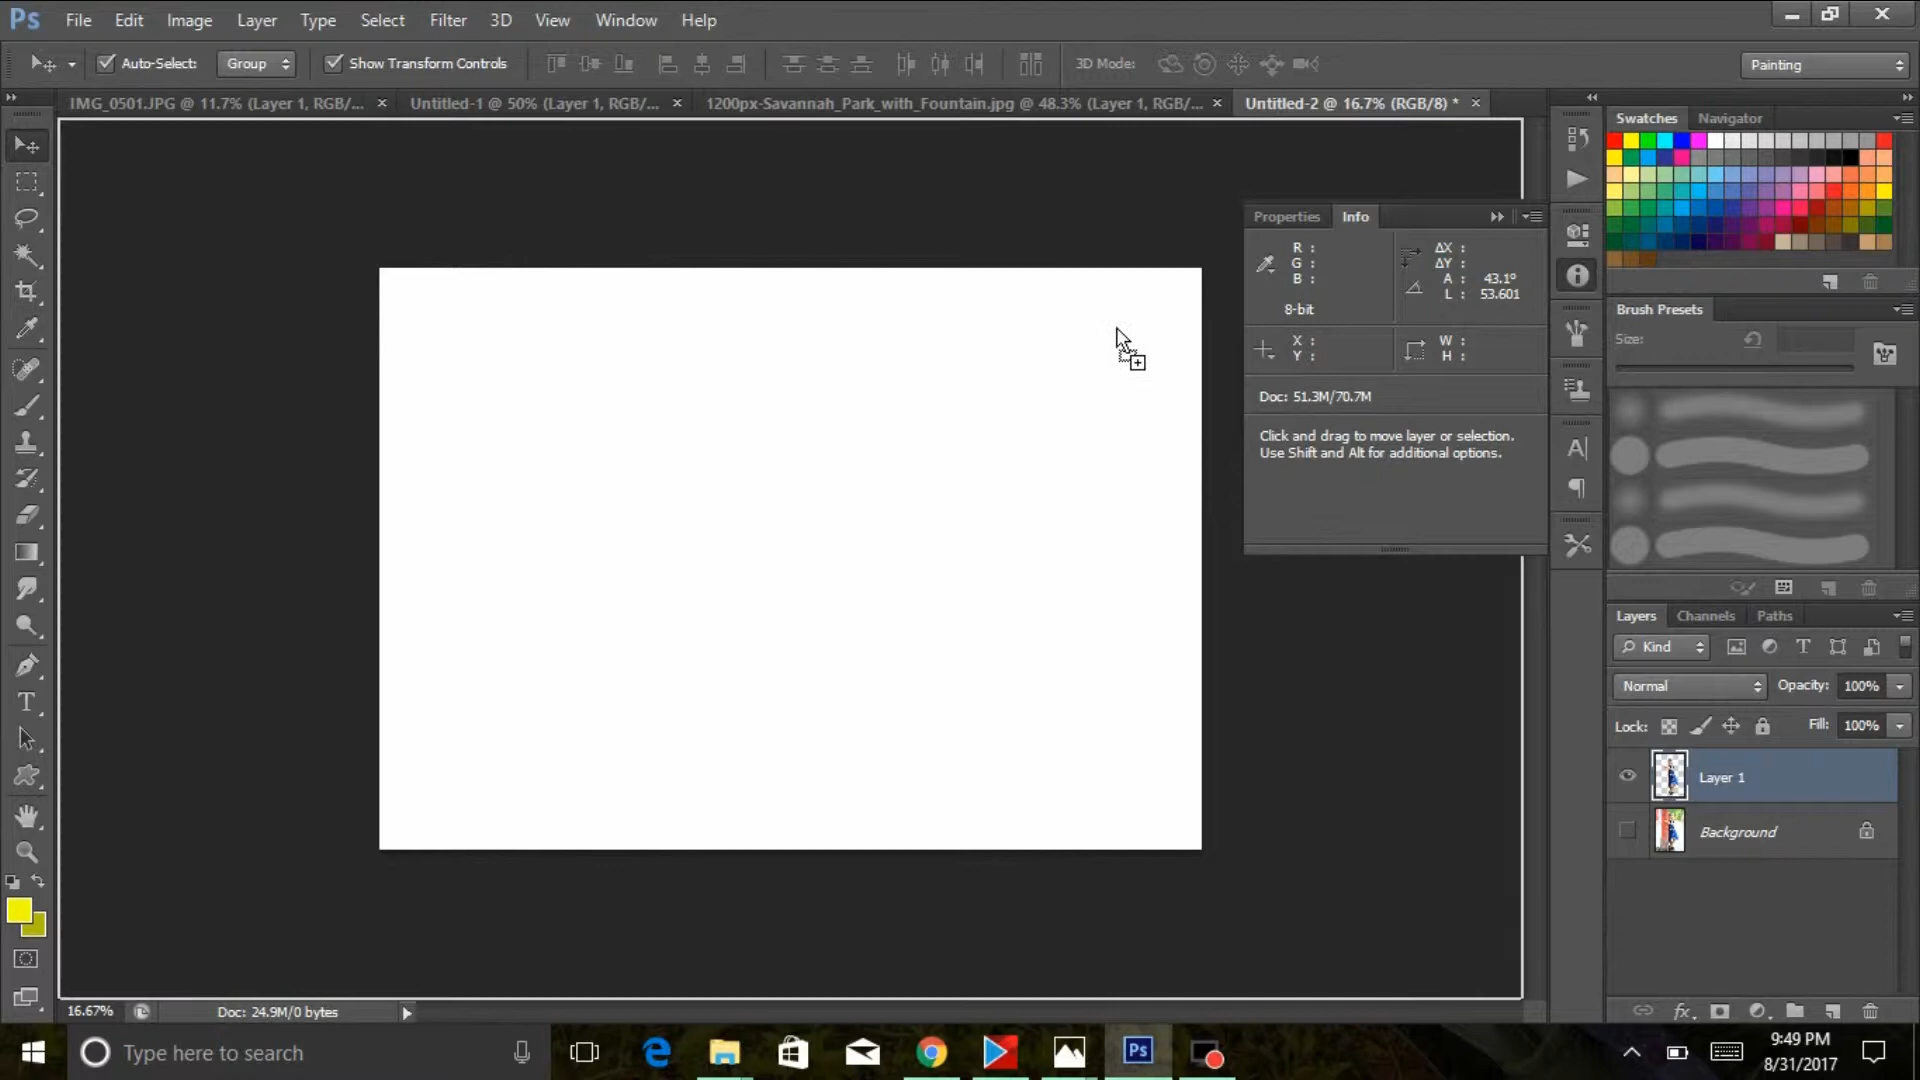 Ps File Edit Image Layer Type Select Filter 3D View Window Help
Auto-Select: Group Show Transform Controls 3D Mode: Painting
IMG_0501.JPG @ 11.7% (Layer 1, RGB/... Untitled-1 @ 50% (Layer 1, RGB/... 1200px-Savannah_Park_with_Fountain.jpg @ 48.3% (Layer 1, RGB/... Untitled-2 @ 16.7% (RGB/8) *
Swatches Navigator
Properties Info
R : ΔX :
G : ΔY :
B : A : 43.1°
L : 53.601
8-bit
X : W :
Y : H :
Doc: 51.3M/70.7M
Click and drag to move layer or selection.
Use Shift and Alt for additional options.
Brush Presets
Size:
Layers Channels Paths
Kind
Normal Opacity: 100%
Lock: Fill: 100%
Layer 1
Background
16.67% Doc: 24.9M/0 bytes
Type here to search
Ps
9:49 PM
8/31/2017